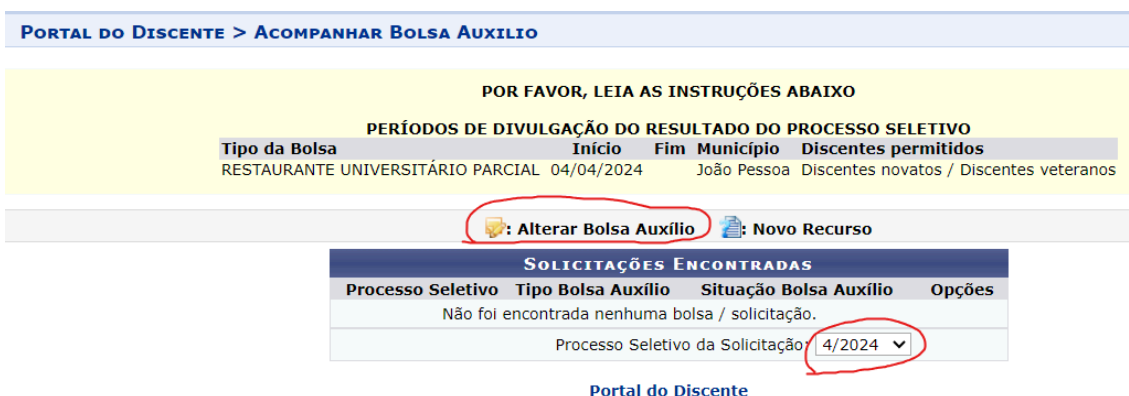 PORTAL DO DISCENTE > ACOMPANHAR BOLSA AUXILIO
POR FAVOR, LEIA AS INSTRUÇÕES ABAIXO
PERÍODOS DE DIVULGAÇÃO DO RESULTADO DO PROCESSO SELETIVO
Tipo da Bolsa Início Fim Município Discentes permitidos
RESTAURANTE UNIVERSITÁRIO PARCIAL 04/04/2024 João Pessoa Discentes novatos / Discentes veteranos
: Alterar Bolsa Auxílio : Novo Recurso
SOLICITAÇÕES ENCONTRADAS
Processo Seletivo Tipo Bolsa Auxílio Situação Bolsa Auxílio Opções
Não foi encontrada nenhuma bolsa / solicitação.
Processo Seletivo da Solicitação: 4/2024
Portal do Discente